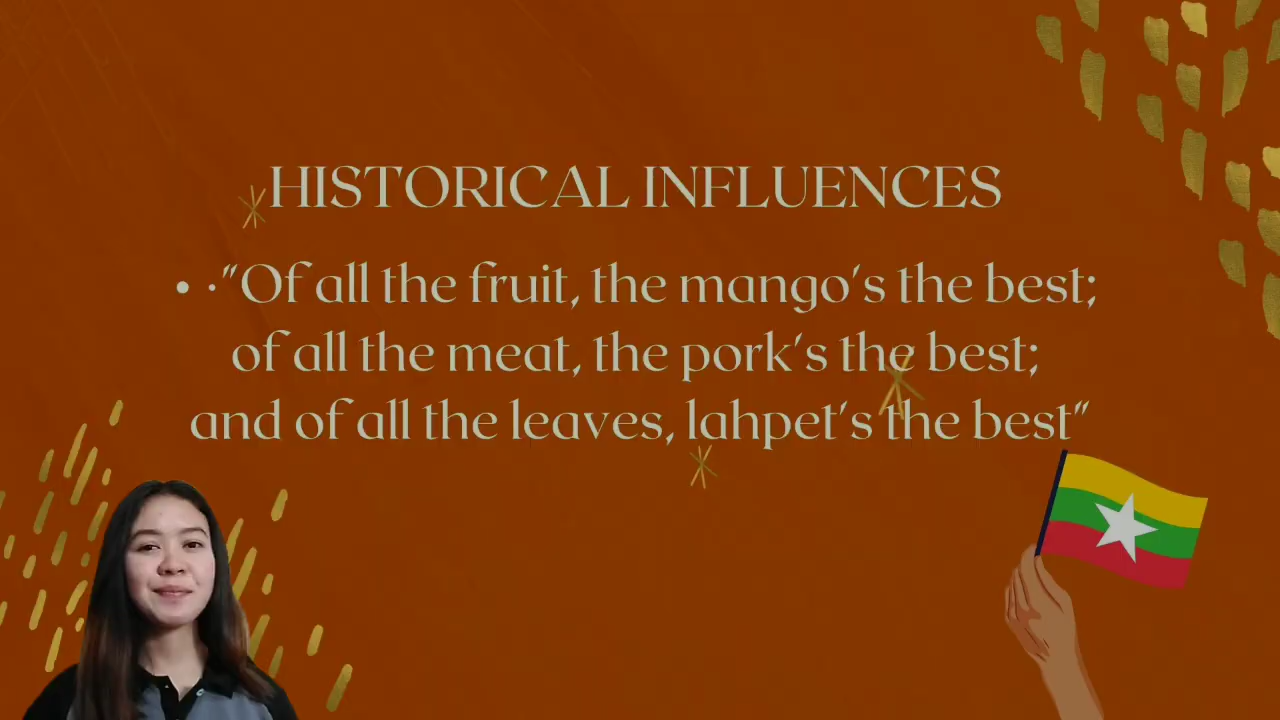 HISTORICAL INFLUENCES
• ·"Of all the fruit, the mango's the best;
of all the meat, the pork's the best;
and of all the leaves, lahpet's the best"